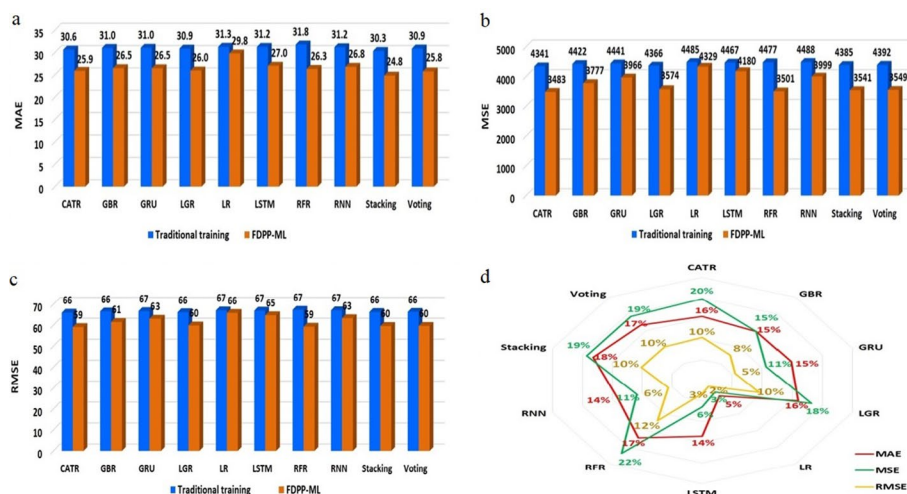 a
MAE
35
30
25
20
15
10
5
0
30.6 25.9 31.0 26.5 31.0 26.5 30.9 26.0 31.3 29.8 31.2 27.0 31.8 26.3 31.2 26.8 30.3 24.8 30.9 25.8
CATR GBR GRU LGR LR LSTM RFR RNN Stacking Voting
Traditional training FDPP-ML
b
MSE
5000
4000
3000
2000
1000
0
4341 3483 4422 3777 4441 3966 4366 3574 4485 4329 4467 4180 4477 3501 4488 3999 4385 3541 4392 3549
CATR GBR GRU LGR LR LSTM RFR RNN Stacking Voting
Traditional training FDPP-ML
c
RMSE
70
60
50
40
30
20
10
0
66 59 67 61 67 63 66 60 67 66 67 65 67 59 67 63 66 60 66 60
CATR GBR GRU LGR LR LSTM RFR RNN Stacking Voting
Traditional training FDPP-ML
d
CATR
Voting GBR
20%
19% 16% 15%
17% 15%
10%
Stacking GRU
19% 10% 8% 15%
18% 10% 5% 11%
RNN LGR
14% 11% 6% 10% 16% 18%
3% 2% 3% 5%
12% 6%
17% 14%
22%
RFR LR
LSTM
MAE
MSE
RMSE